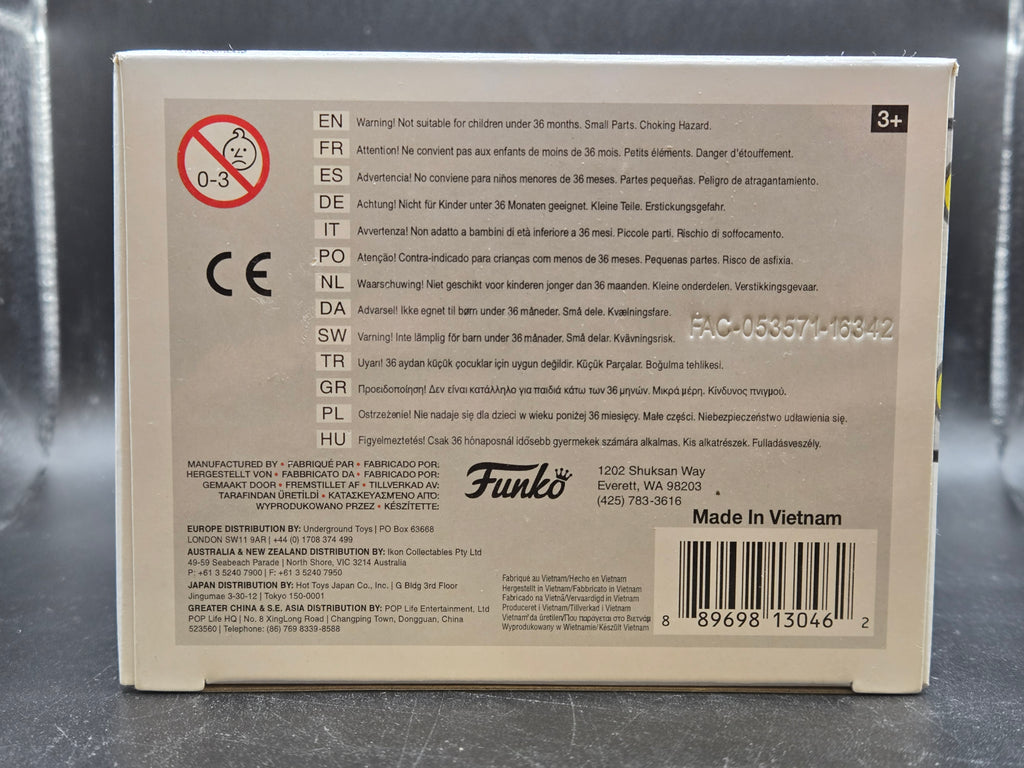 0-3
3+
EN Warning! Not suitable for children under 36 months. Small Parts. Choking Hazard.
FR Attention! Ne convient pas aux enfants de moins de 36 mois. Petits éléments. Danger d'étouffement.
ES Advertencia! No conviene para niños menores de 36 meses. Partes pequeñas. Peligro de atragantamiento.
DE Achtung! Nicht für Kinder unter 36 Monaten geeignet. Kleine Teile. Erstickungsgefahr.
IT Avvertenza! Non adatto a bambini di età inferiore a 36 mesi. Piccole parti. Rischio di soffocamento.
PO Atenção! Contra-indicado para crianças com menos de 36 meses. Pequenas partes. Risco de asfixia.
NL Waarschuwing! Niet geschikt voor kinderen jonger dan 36 maanden. Kleine onderdelen. Verstikkingsgevaar.
DA Advarsel! Ikke egnet til børn under 36 måneder. Små dele. Kvælningsfare.
SW Varning! Inte lämplig för barn under 36 månader. Små delar. Kvävningsrisk.
TR Uyarı! 36 aydan küçük çocuklar için uygun değildir. Küçük Parçalar. Boğulma tehlikesi.
GR Προειδοποίηση! Δεν είναι κατάλληλο για παιδιά κάτω των 36 μηνών. Μικρά μέρη. Κίνδυνος πνιγμού.
PL Ostrzeżenie! Nie nadaje się dla dzieci w wieku poniżej 36 miesięcy. Małe części. Niebezpieczeństwo udławienia się.
HU Figyelmeztetés! Csak 36 hónaposnál idősebb gyermekek számára alkalmas. Kis alkatrészek. Fulladásveszély.
CE
FAC-053571-16342
MANUFACTURED BY • FABRIQUÉ PAR • FABRICADO POR:
HERGESTELLT VON • FABBRICATO DA • FABRICADO POR:
GEMAAKT DOOR • FREMSTILLET AF • TILLVERKAD AV:
TARAFINDAN ÜRETİLDİ • ΚΑΤΑΣΚΕΥΑΣΜΕΝΟ ΑΠΟ:
WYPRODUKOWANO PRZEZ • KÉSZÍTETTE:
Funko
1202 Shuksan Way
Everett, WA 98203
(425) 783-3616
EUROPE DISTRIBUTION BY: Underground Toys | PO Box 63668
LONDON SW11 9AR | +44 (0) 1708 374 499
AUSTRALIA & NEW ZEALAND DISTRIBUTION BY: Ikon Collectables Pty Ltd
49-59 Seabeach Parade | North Shore, VIC 3214 Australia
P: +61 3 5240 7900 | F: +61 3 5240 7950
JAPAN DISTRIBUTION BY: Hot Toys Japan Co., Inc. | G Bldg 3rd Floor
Jingumae 3-30-12 | Tokyo 150-0001
GREATER CHINA & S.E. ASIA DISTRIBUTION BY: POP Life Entertainment, Ltd
POP Life HQ | No. 8 XingLong Road | Changping Town, Dongguan, China
523560 | Telephone: (86) 769 8339-8588
Fabriqué au Vietnam/Hecho en Vietnam
Hergestellt in Vietnam/Fabbricato in Vietnam
Fabricado na Vietnã/Vervaardigd in Vietnam
Produceret i Vietnam/Tillverkad i Vietnam
Vietnam'da üretilen/Που παράγεται στο Βιετνάμ
Wyprodukowany w Wietnamie/Készült Vietnam
Made In Vietnam
8 89698 13046 2